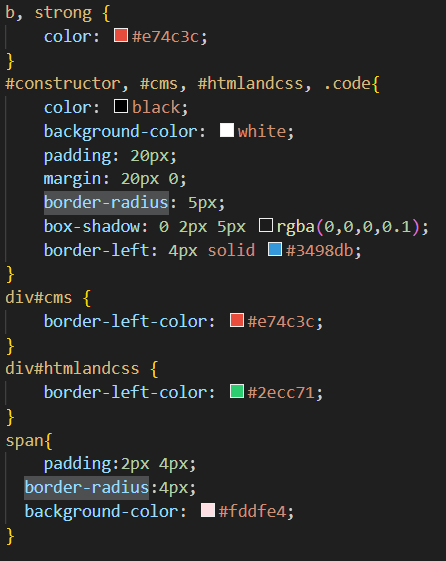 b, strong {
    color: #e74c3c;
}
#constructor, #cms, #htmlandcss, .code{
    color: black;
    background-color: white;
    padding: 20px;
    margin: 20px 0;
    border-radius: 5px;
    box-shadow: 0 2px 5px rgba(0,0,0,0.1);
    border-left: 4px solid #3498db;
}
div#cms {
    border-left-color: #e74c3c;
}
div#htmlandcss {
    border-left-color: #2ecc71;
}
span{
    padding:2px 4px;
  border-radius:4px;
  background-color: #fddfe4;
}